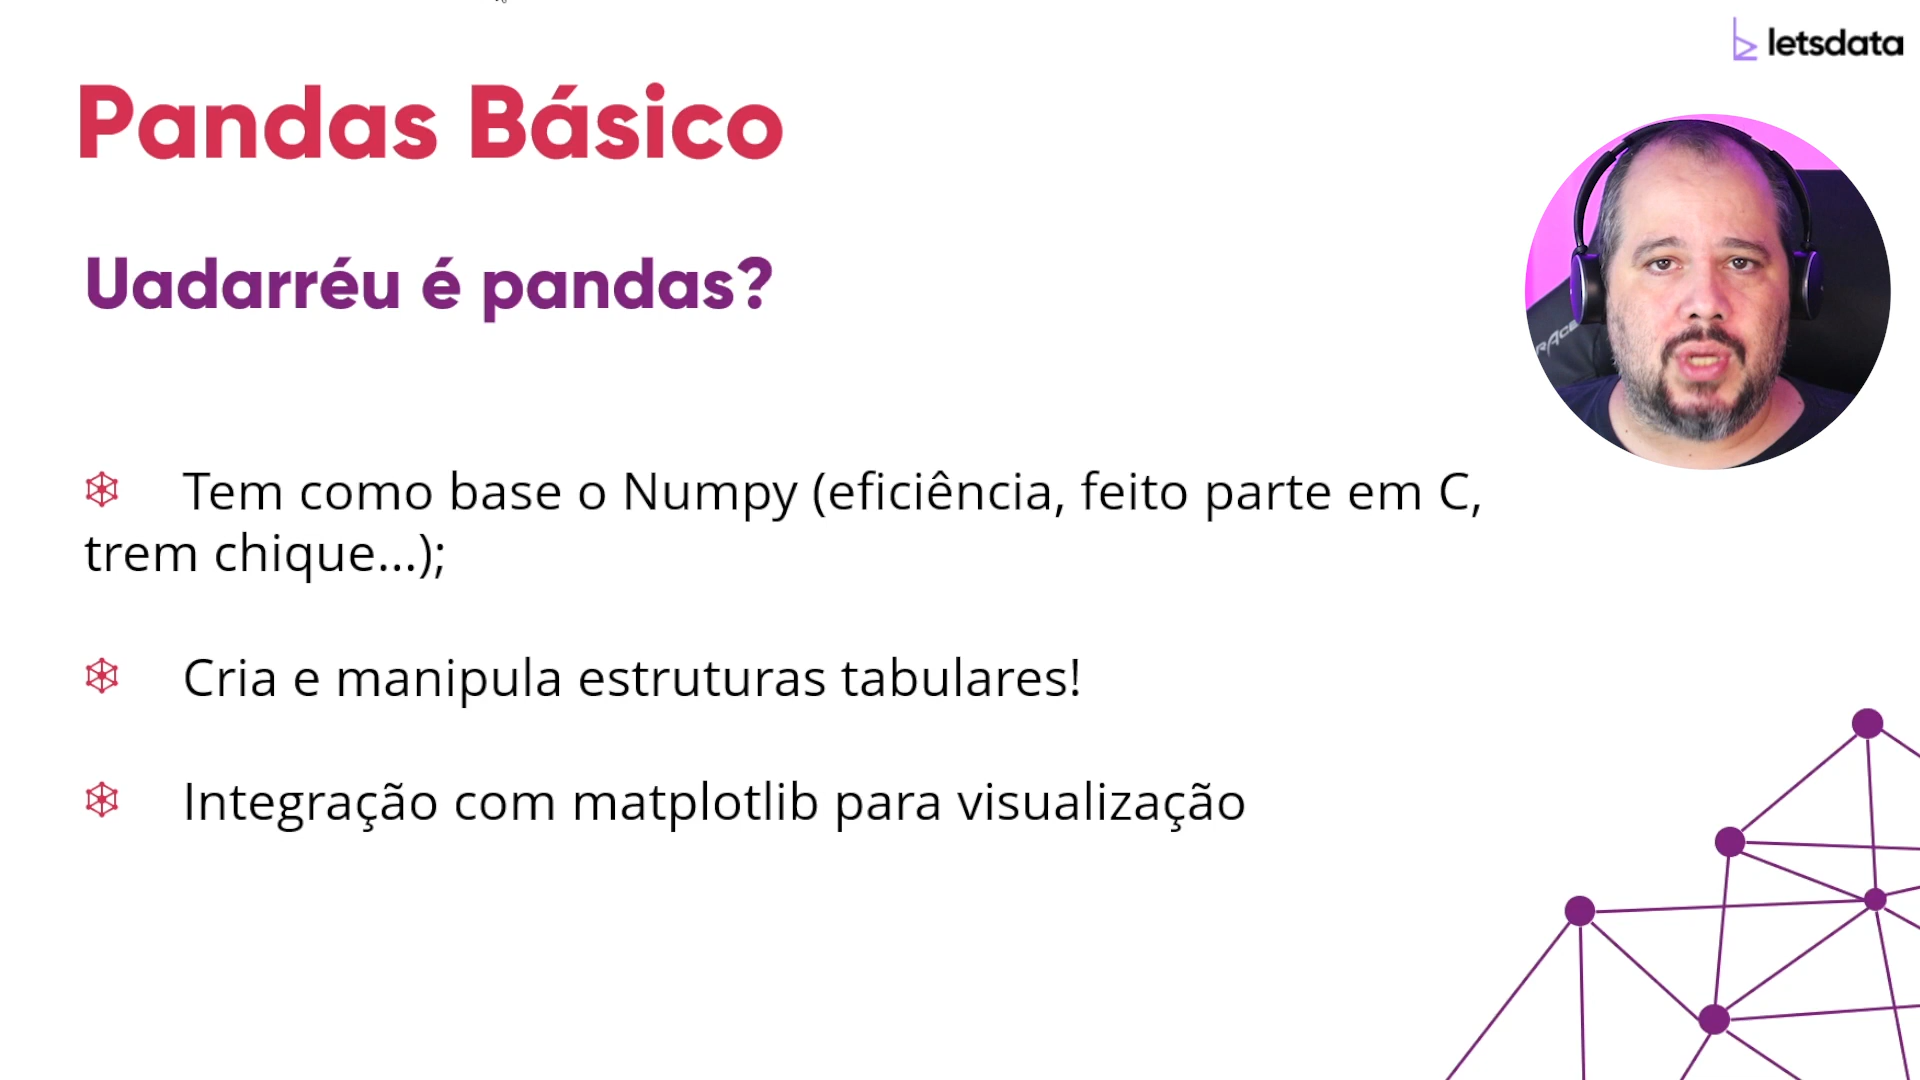 letsdata
Pandas Básico
Uadarréu é pandas?
Tem como base o Numpy (eficiência, feito parte em C,
trem chique...);
Cria e manipula estruturas tabulares!
Integração com matplotlib para visualização